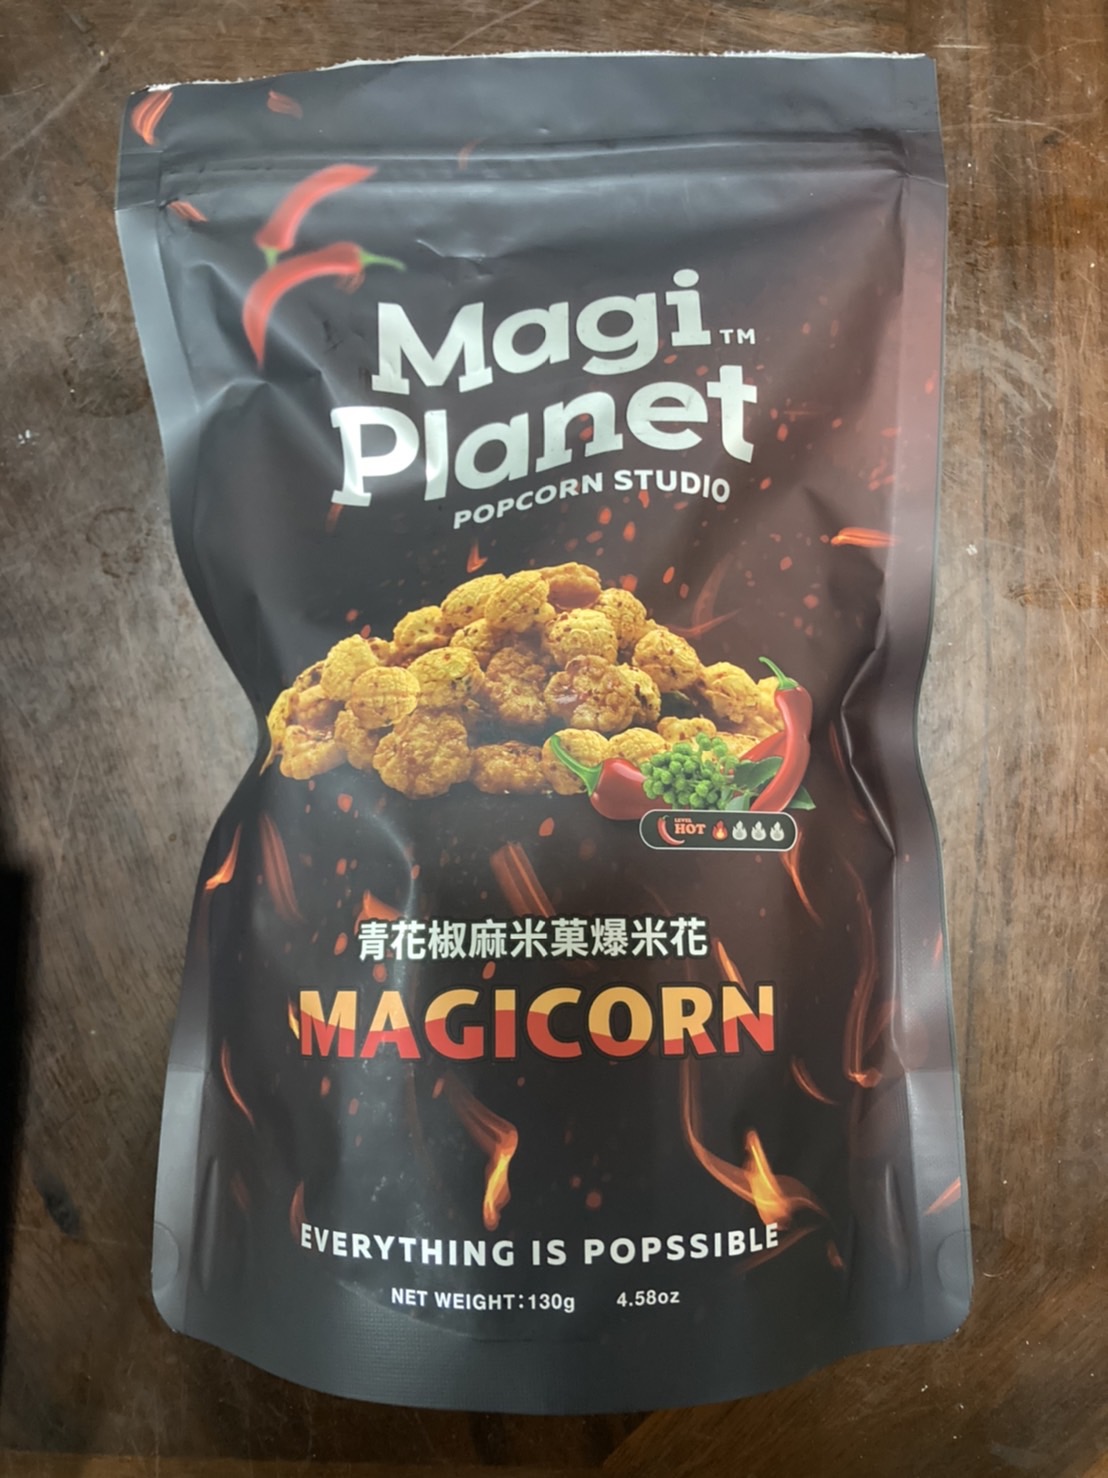 Magi™
Planet
POPCORN STUDIO
LEVEL
HOT
青花椒麻米菓爆米花
MAGICORN
EVERYTHING IS POPSSIBLE
NET WEIGHT:130g 4.58oz